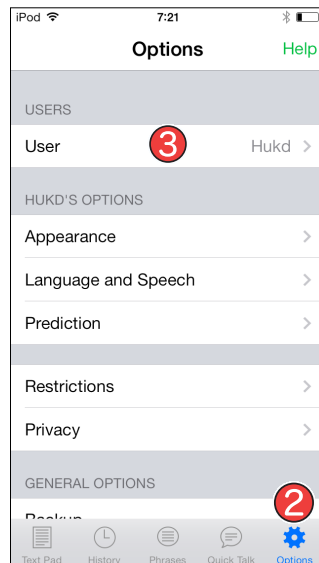 iPod 7:21
Options Help
USERS
User 3 Hukd
HUKD'S OPTIONS
Appearance
Language and Speech
Prediction
Restrictions
Privacy
GENERAL OPTIONS
Backup
2
Text Pad History Phrases Quick Talk Options